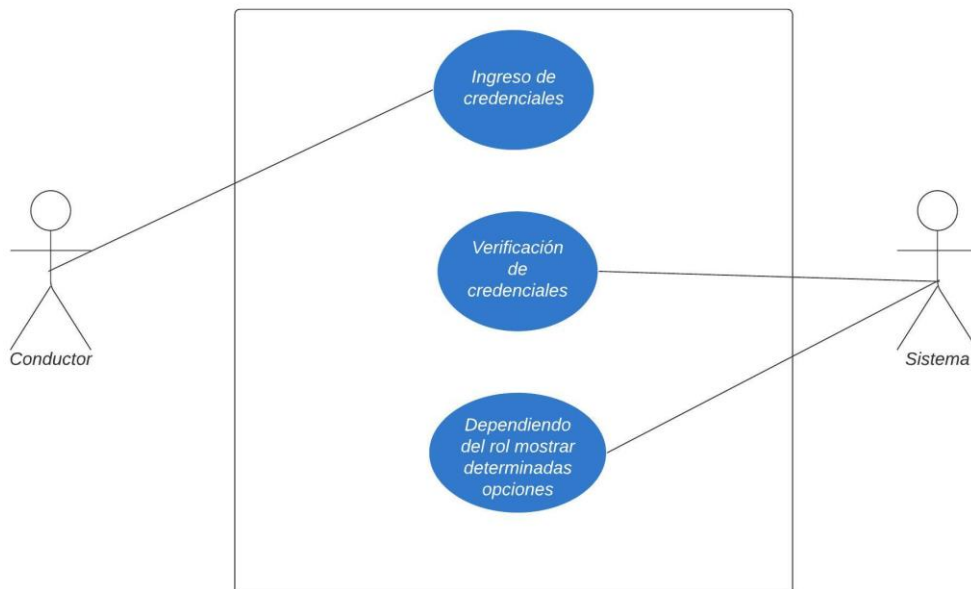 Ingreso de
credenciales
Verificación
de
credenciales
Conductor
Sistema
Dependiendo
del rol mostrar
determinadas
opciones